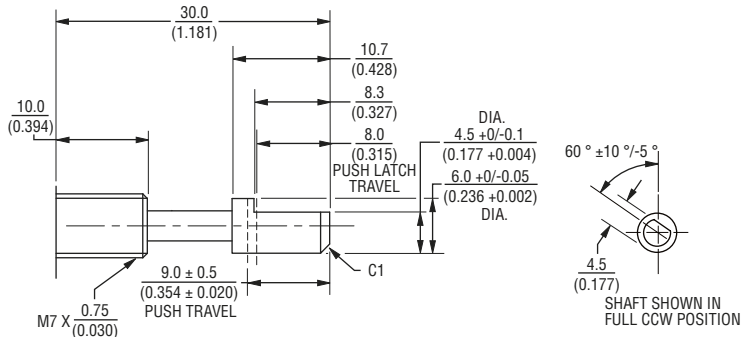 30.0
(1.181)
10.7
(0.428)
8.3
(0.327)
10.0
(0.394)
8.0
(0.315)
PUSH LATCH
TRAVEL
DIA.
4.5 +0/-0.1
(0.177 +0.004)
6.0 +0/-0.05
(0.236 +0.002)
DIA.
60 ° ±10 °/-5 °
9.0 ± 0.5
(0.354 ± 0.020)
PUSH TRAVEL
C1
M7 X 0.75
(0.030)
4.5
(0.177)
SHAFT SHOWN IN
FULL CCW POSITION